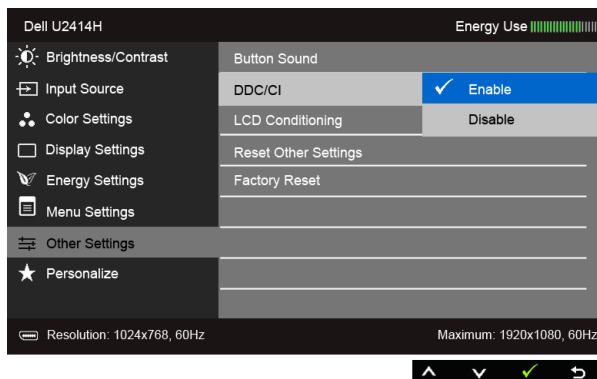 Dell U2414H
Energy Use
Brightness/Contrast
Input Source
Color Settings
Display Settings
Energy Settings
Menu Settings
Other Settings
Personalize
Button Sound
DDC/CI
LCD Conditioning
Reset Other Settings
Factory Reset
Enable
Disable
Resolution: 1024x768, 60Hz
Maximum: 1920x1080, 60Hz